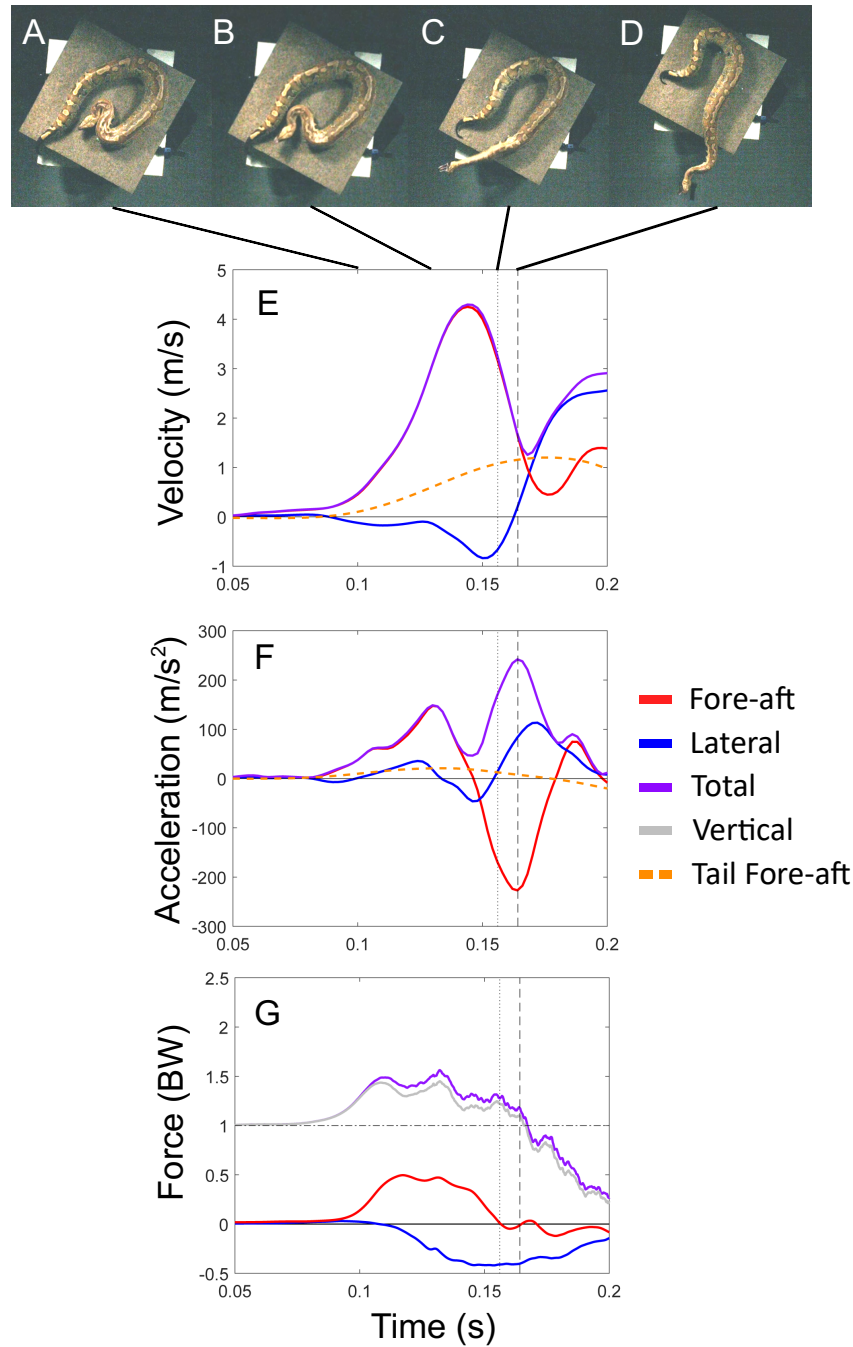 A B C D
E
Velocity (m/s)
5
4
3
2
1
0
-1
0.05 0.1 0.15 0.2
F
Acceleration (m/s²)
300
200
100
0
-100
-200
-300
0.05 0.1 0.15 0.2
Fore-aft
Lateral
Total
Vertical
Tail Fore-aft
G
Force (BW)
2.5
2
1.5
1
0.5
0
-0.5
0.05 0.1 0.15 0.2
Time (s)